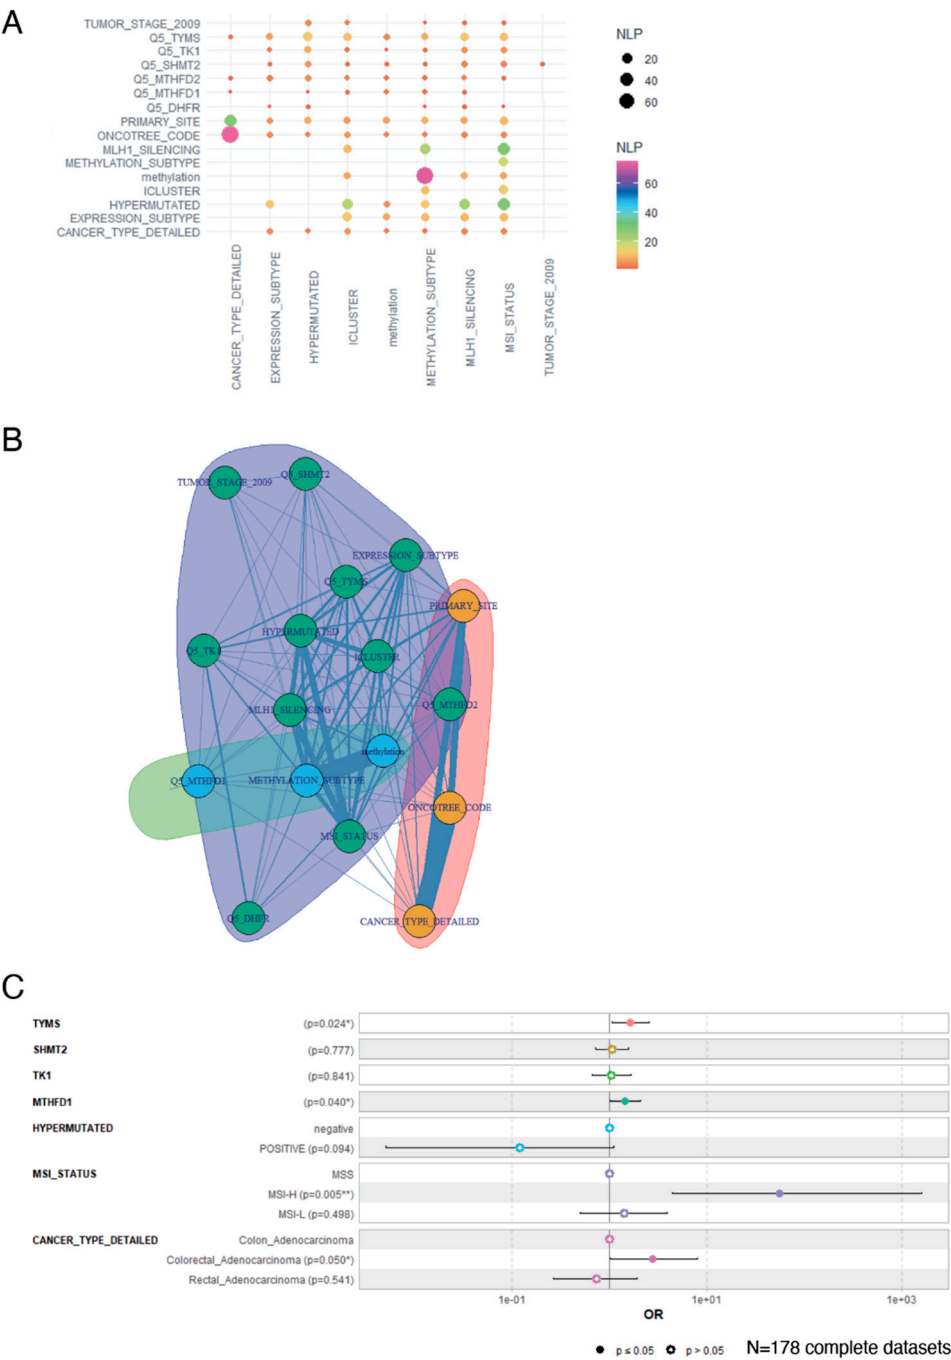 A
TUMOR_STAGE_2009
Q5_TYMS
Q5_TK1
Q5_SHMT2
Q5_MTHFD2
Q5_MTHFD1
Q5_DHFR
PRIMARY_SITE
ONCOTREE_CODE
MLH1_SILENCING
METHYLATION_SUBTYPE
methylation
ICLUSTER
HYPERMUTATED
EXPRESSION_SUBTYPE
CANCER_TYPE_DETAILED
CANCER_TYPE_DETAILED
EXPRESSION_SUBTYPE
HYPERMUTATED
ICLUSTER
methylation
METHYLATION_SUBTYPE
MLH1_SILENCING
MSI_STATUS
TUMOR_STAGE_2009
NLP
20
40
60
NLP
60
40
20
B
TUMOR_STAGE_2009
Q5_SHMT2
EXPRESSION_SUBTYPE
Q5_TYMS
PRIMARY_SITE
HYPERMUTATED
Q5_TK1
ICLUSTER
Q5_MTHFD2
MLH1_SILENCING
methylation
Q5_MTHFD1
METHYLATION_SUBTYPE
ONCOTREE_CODE
MSI_STATUS
Q5_DHFR
CANCER_TYPE_DETAILED
C
TYMS (p=0.024*)
SHMT2 (p=0.777)
TK1 (p=0.841)
MTHFD1 (p=0.040*)
HYPERMUTATED negative
POSITIVE (p=0.094)
MSI_STATUS MSS
MSI-H (p=0.005**)
MSI-L (p=0.498)
CANCER_TYPE_DETAILED Colon_Adenocarcinoma
Colorectal_Adenocarcinoma (p=0.050*)
Rectal_Adenocarcinoma (p=0.541)
1e-01 1e+01 1e+03
OR
p ≤ 0.05 p > 0.05 N=178 complete datasets